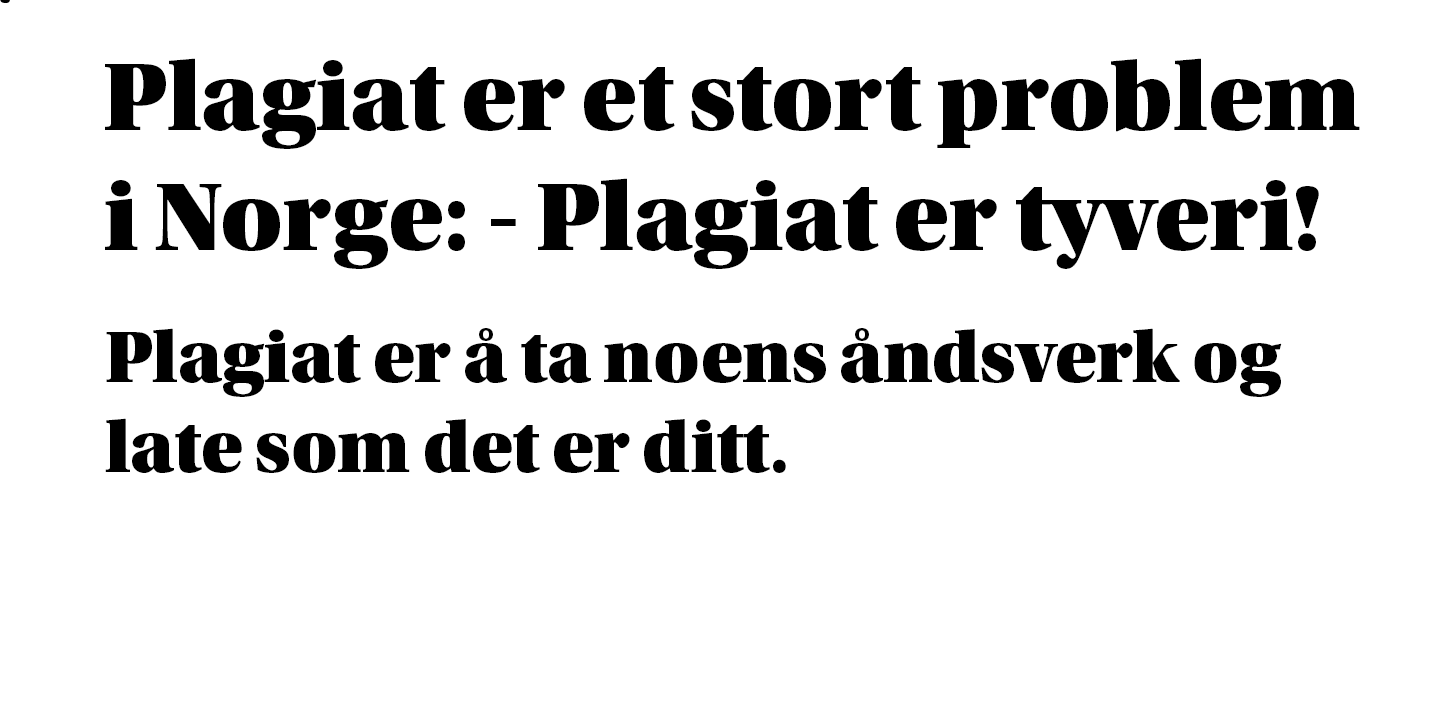 Plagiat er et stort problem
i Norge: - Plagiat er tyveri!
Plagiat er å ta noens åndsverk og
late som det er ditt.